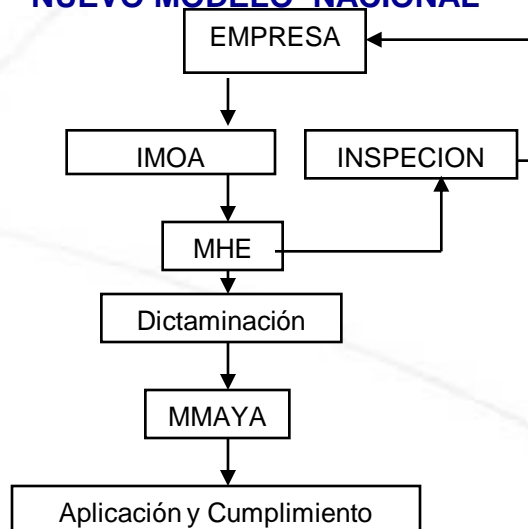 NUEVO MODELO NACIONAL
EMPRESA
IMOA
INSPECION
MHE
Dictaminación
MMAYA
Aplicación y Cumplimiento